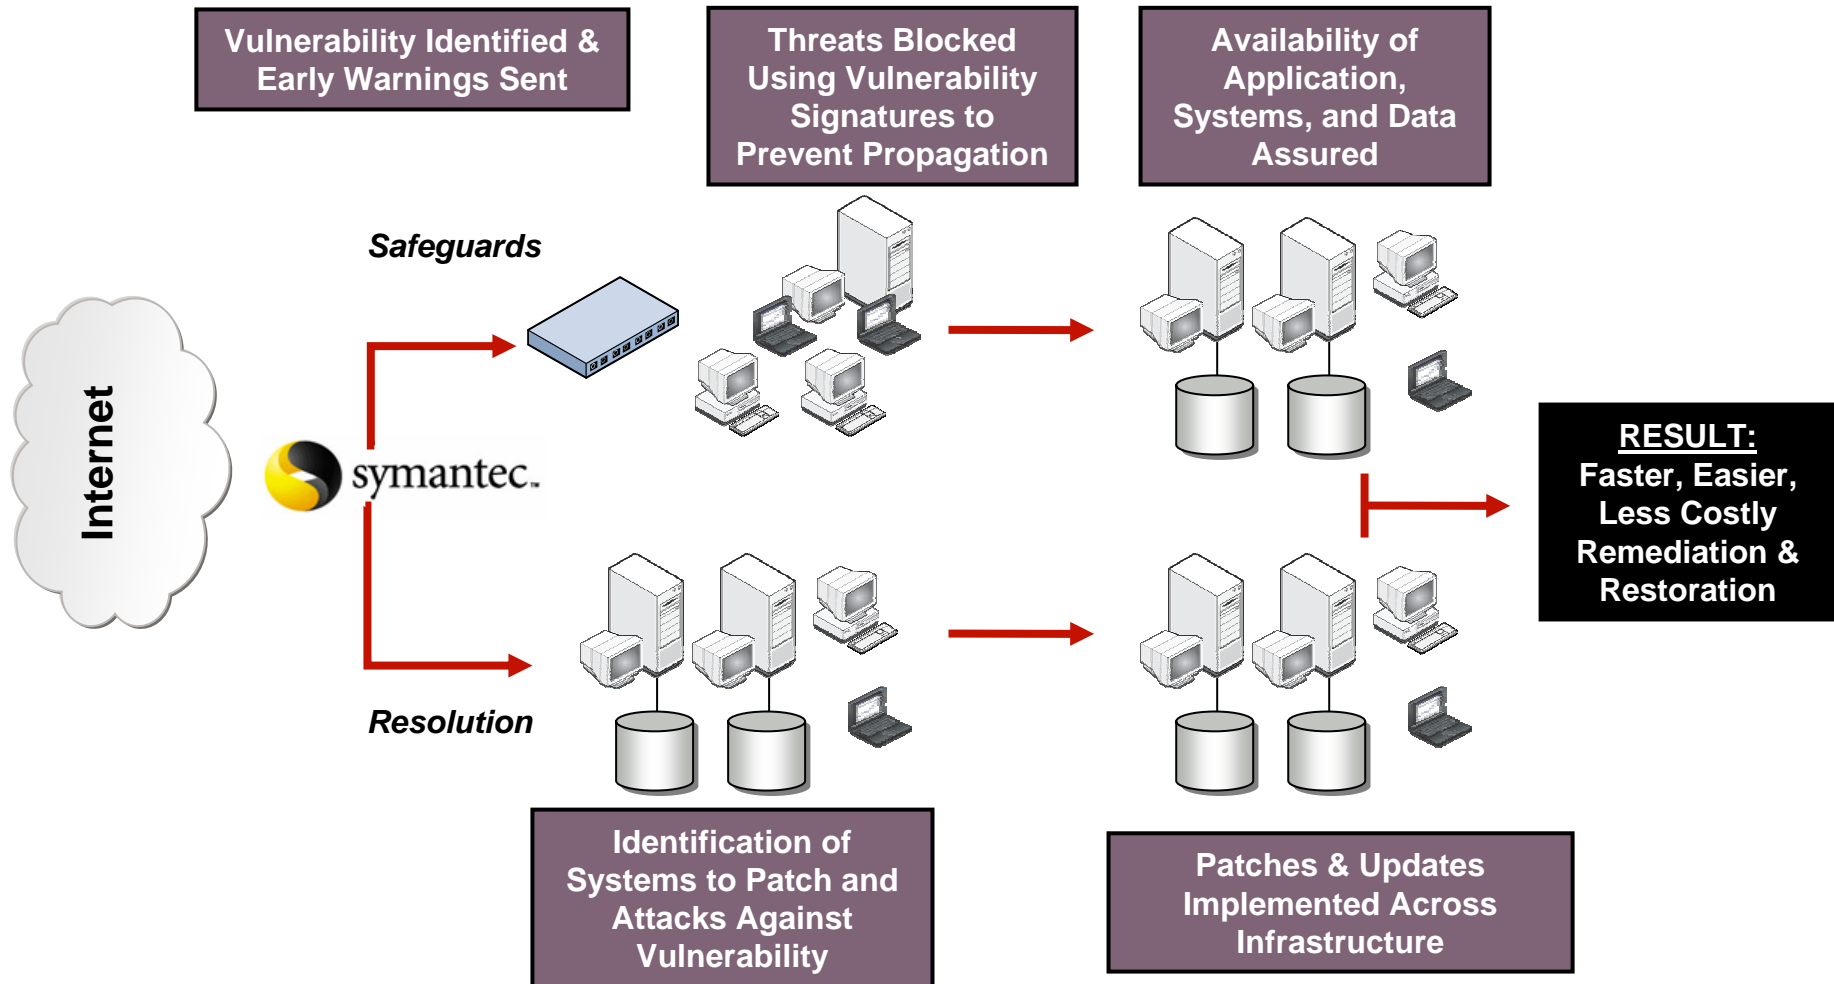 Vulnerability Identified &
Early Warnings Sent
Threats Blocked
Using Vulnerability
Signatures to
Prevent Propagation
Availability of
Application,
Systems, and Data
Assured
Safeguards
Internet
symantec.™
RESULT:
Faster, Easier,
Less Costly
Remediation &
Restoration
Resolution
Identification of
Systems to Patch and
Attacks Against
Vulnerability
Patches & Updates
Implemented Across
Infrastructure